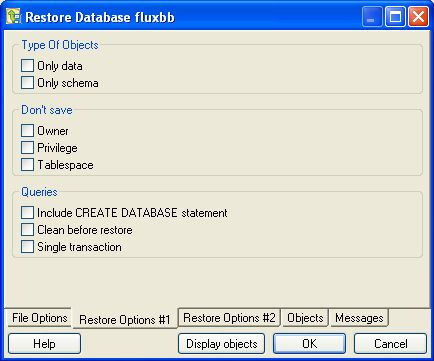 Restore Database fluxbb
Type Of Objects
Only data
Only schema
Don't save
Owner
Privilege
Tablespace
Queries
Include CREATE DATABASE statement
Clean before restore
Single transaction
File Options Restore Options #1 Restore Options #2 Objects Messages
Help Display objects OK Cancel